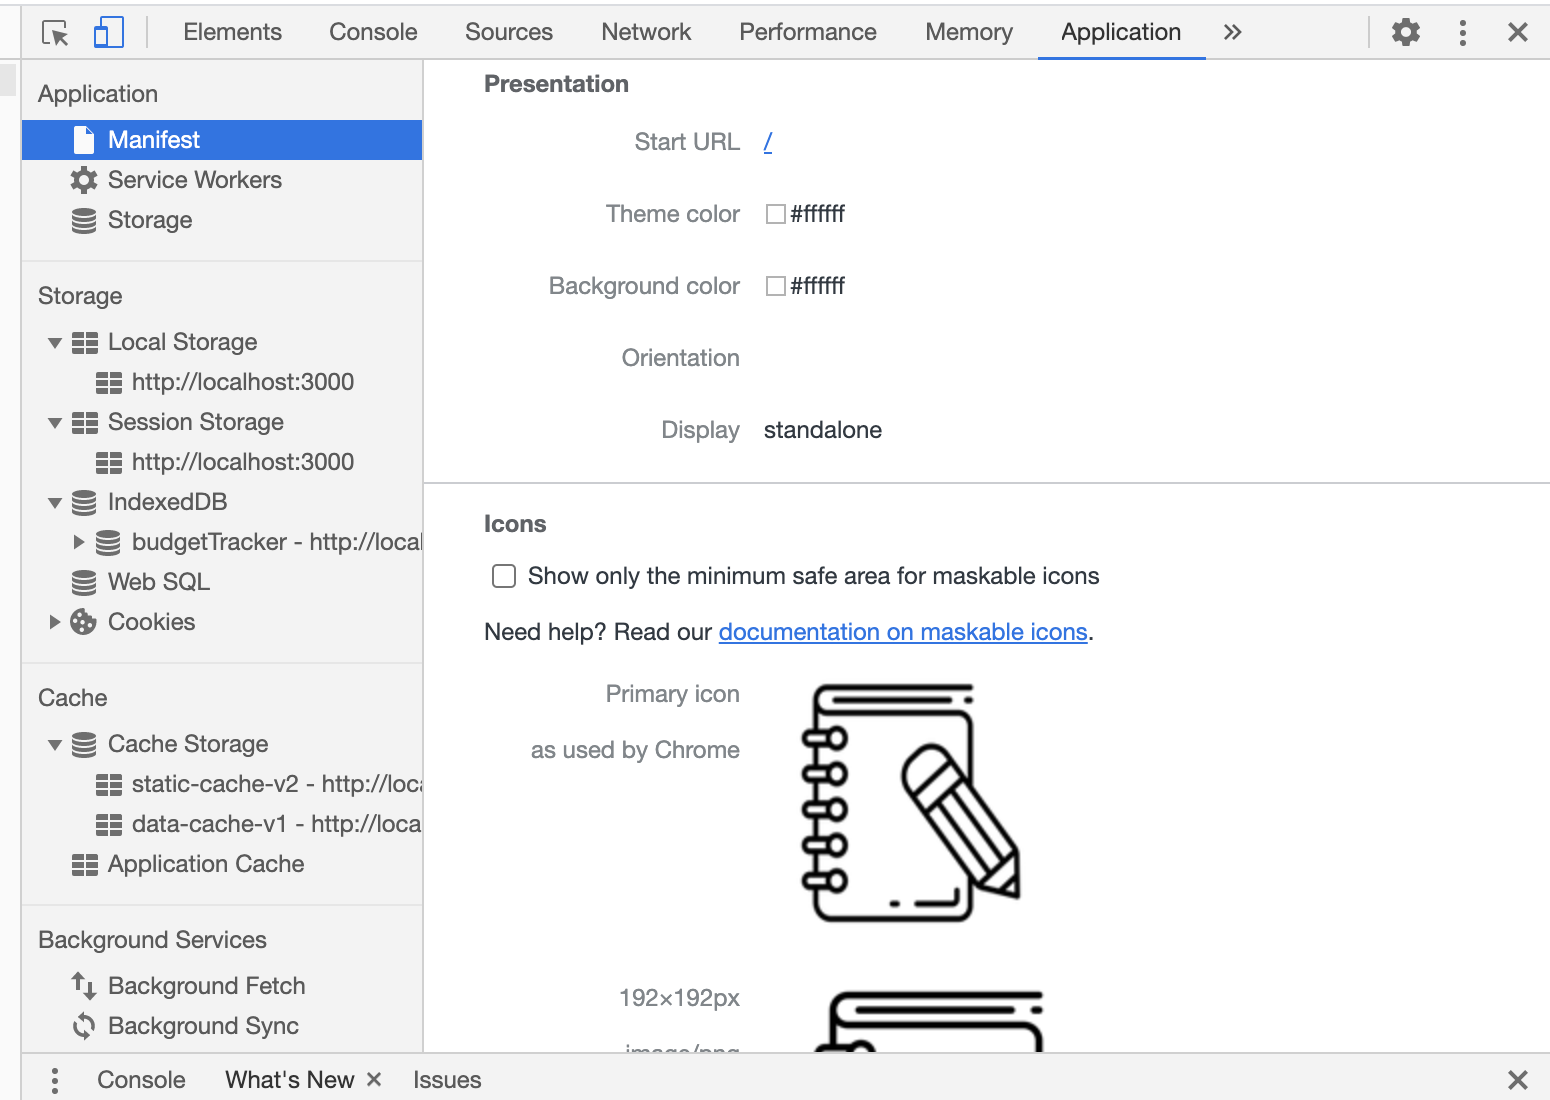 Elements Console Sources Network Performance Memory Application
Application
Manifest
Service Workers
Storage
Storage
Local Storage
http://localhost:3000
Session Storage
http://localhost:3000
IndexedDB
budgetTracker - http://local
Web SQL
Cookies
Cache
Cache Storage
static-cache-v2 - http://loca
data-cache-v1 - http://loca
Application Cache
Background Services
Background Fetch
Background Sync
Presentation
Start URL /
Theme color #ffffff
Background color #ffffff
Orientation
Display standalone
Icons
Show only the minimum safe area for maskable icons
Need help? Read our documentation on maskable icons.
Primary icon
as used by Chrome
192×192px
image/png
Console What's New × Issues